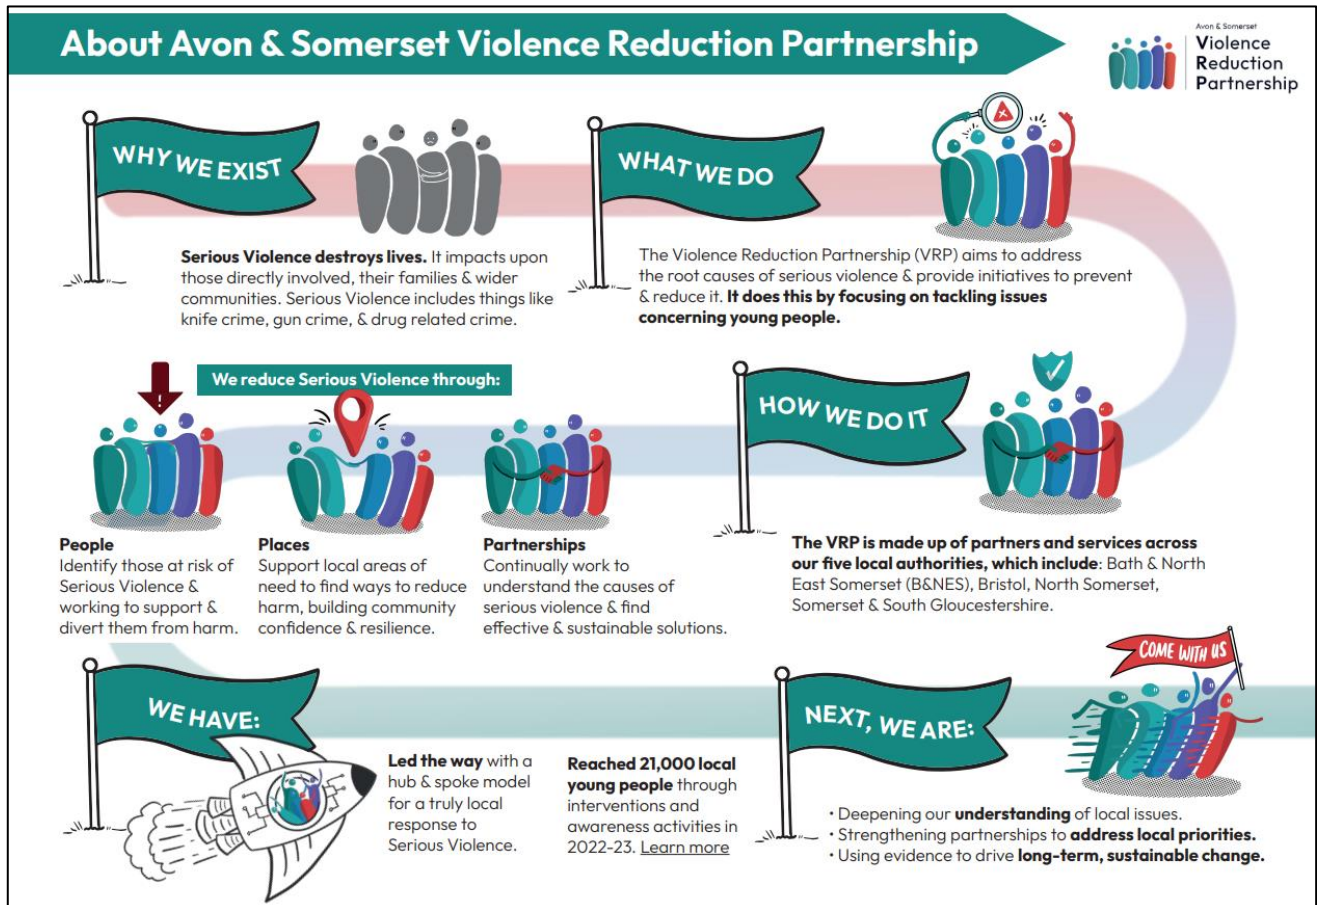 About Avon & Somerset Violence Reduction Partnership
Avon & Somerset
Violence
Reduction
Partnership
WHY WE EXIST
Serious Violence destroys lives. It impacts upon
those directly involved, their families & wider
communities. Serious Violence includes things like
knife crime, gun crime, & drug related crime.
WHAT WE DO
The Violence Reduction Partnership (VRP) aims to address
the root causes of serious violence & provide initiatives to prevent
& reduce it. It does this by focusing on tackling issues
concerning young people.
HOW WE DO IT
The VRP is made up of partners and services across
our five local authorities, which include: Bath & North
East Somerset (B&NES), Bristol, North Somerset,
Somerset & South Gloucestershire.
We reduce Serious Violence through:
!
People
Identify those at risk of
Serious Violence &
working to support &
divert them from harm.
Places
Support local areas of
need to find ways to reduce
harm, building community
confidence & resilience.
Partnerships
Continually work to
understand the causes of
serious violence & find
effective & sustainable solutions.
WE HAVE:
Led the way with a
hub & spoke model
for a truly local
response to
Serious Violence.
Reached 21,000 local
young people through
interventions and
awareness activities in
2022-23. Learn more
NEXT, WE ARE:
COME WITH US
• Deepening our understanding of local issues.
• Strengthening partnerships to address local priorities.
• Using evidence to drive long-term, sustainable change.